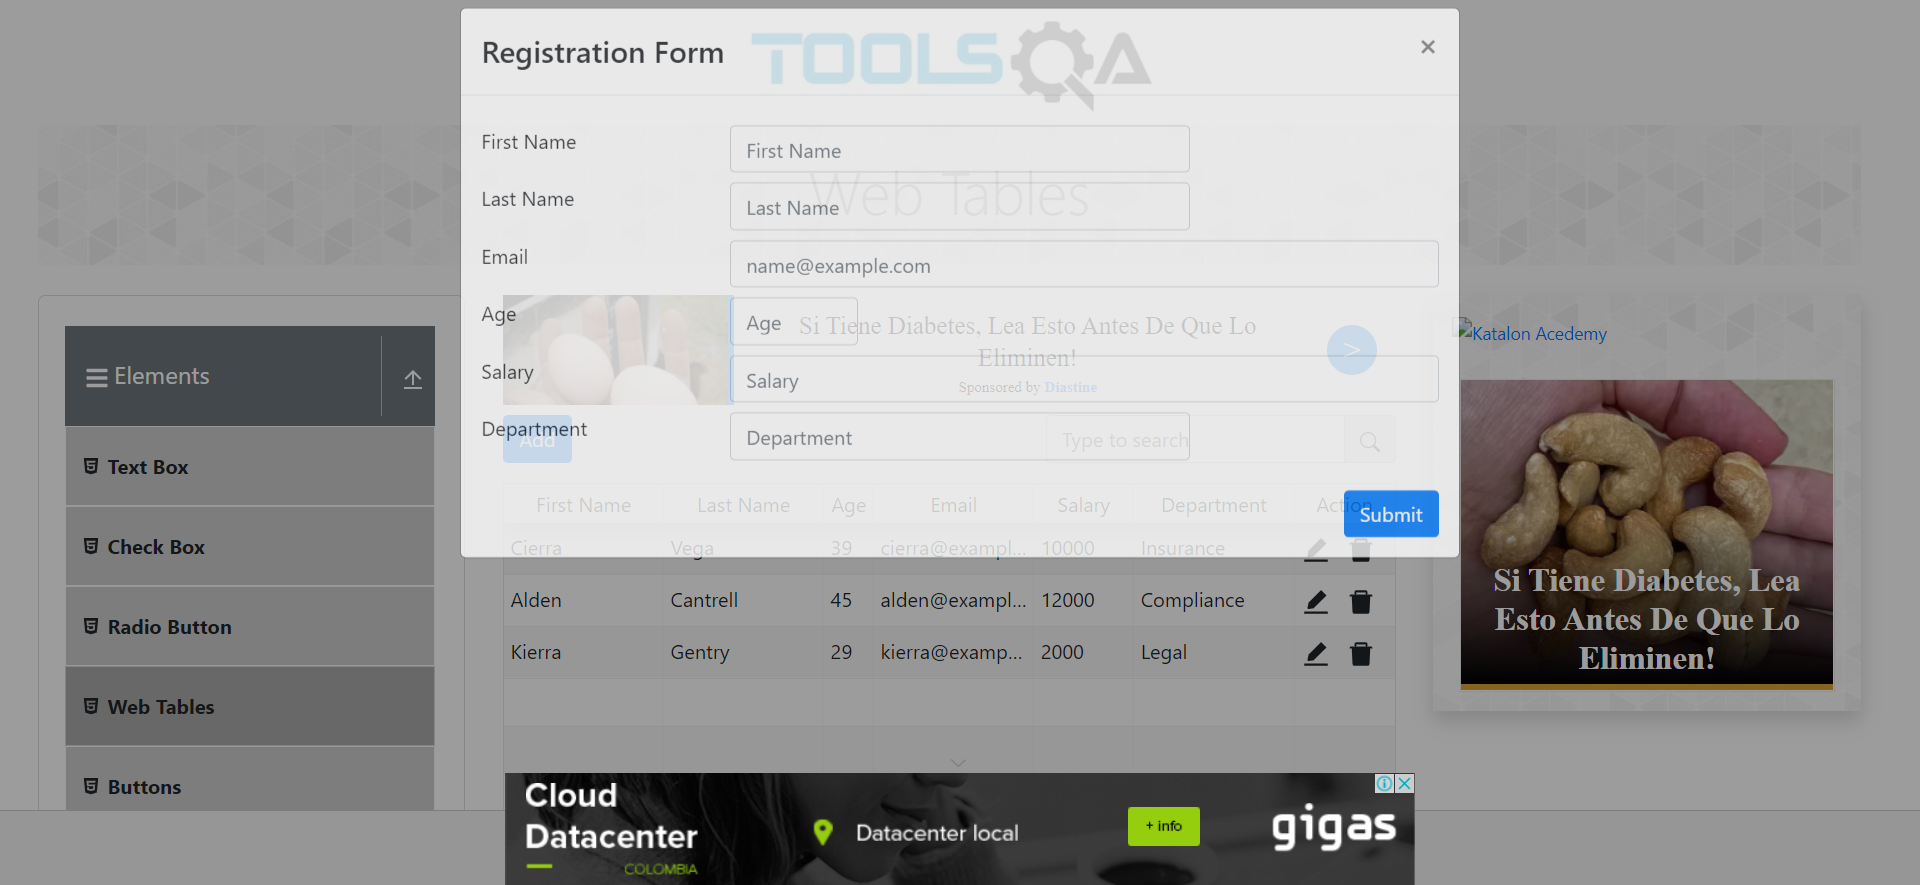 TOOLSQA
Registration Form
×
First Name
First Name
Web Tables
Last Name
Last Name
Email
name@example.com
Age
Age
Si Tiene Diabetes, Lea Esto Antes De Que Lo
Eliminen!
>
Sponsored by Diastine
Salary
Salary
Department
Department
Add
Type to search
First Name Last Name Age Email Salary Department Action
Submit
Cierra Vega 39 cierra@exampl... 10000 Insurance
Alden Cantrell 45 alden@exampl... 12000 Compliance
Kierra Gentry 29 kierra@examp... 2000 Legal
Elements
Text Box
Check Box
Radio Button
Web Tables
Buttons
Katalon Acedemy
Si Tiene Diabetes, Lea
Esto Antes De Que Lo
Eliminen!
Cloud
Datacenter
COLOMBIA
Datacenter local
+ info
gigas